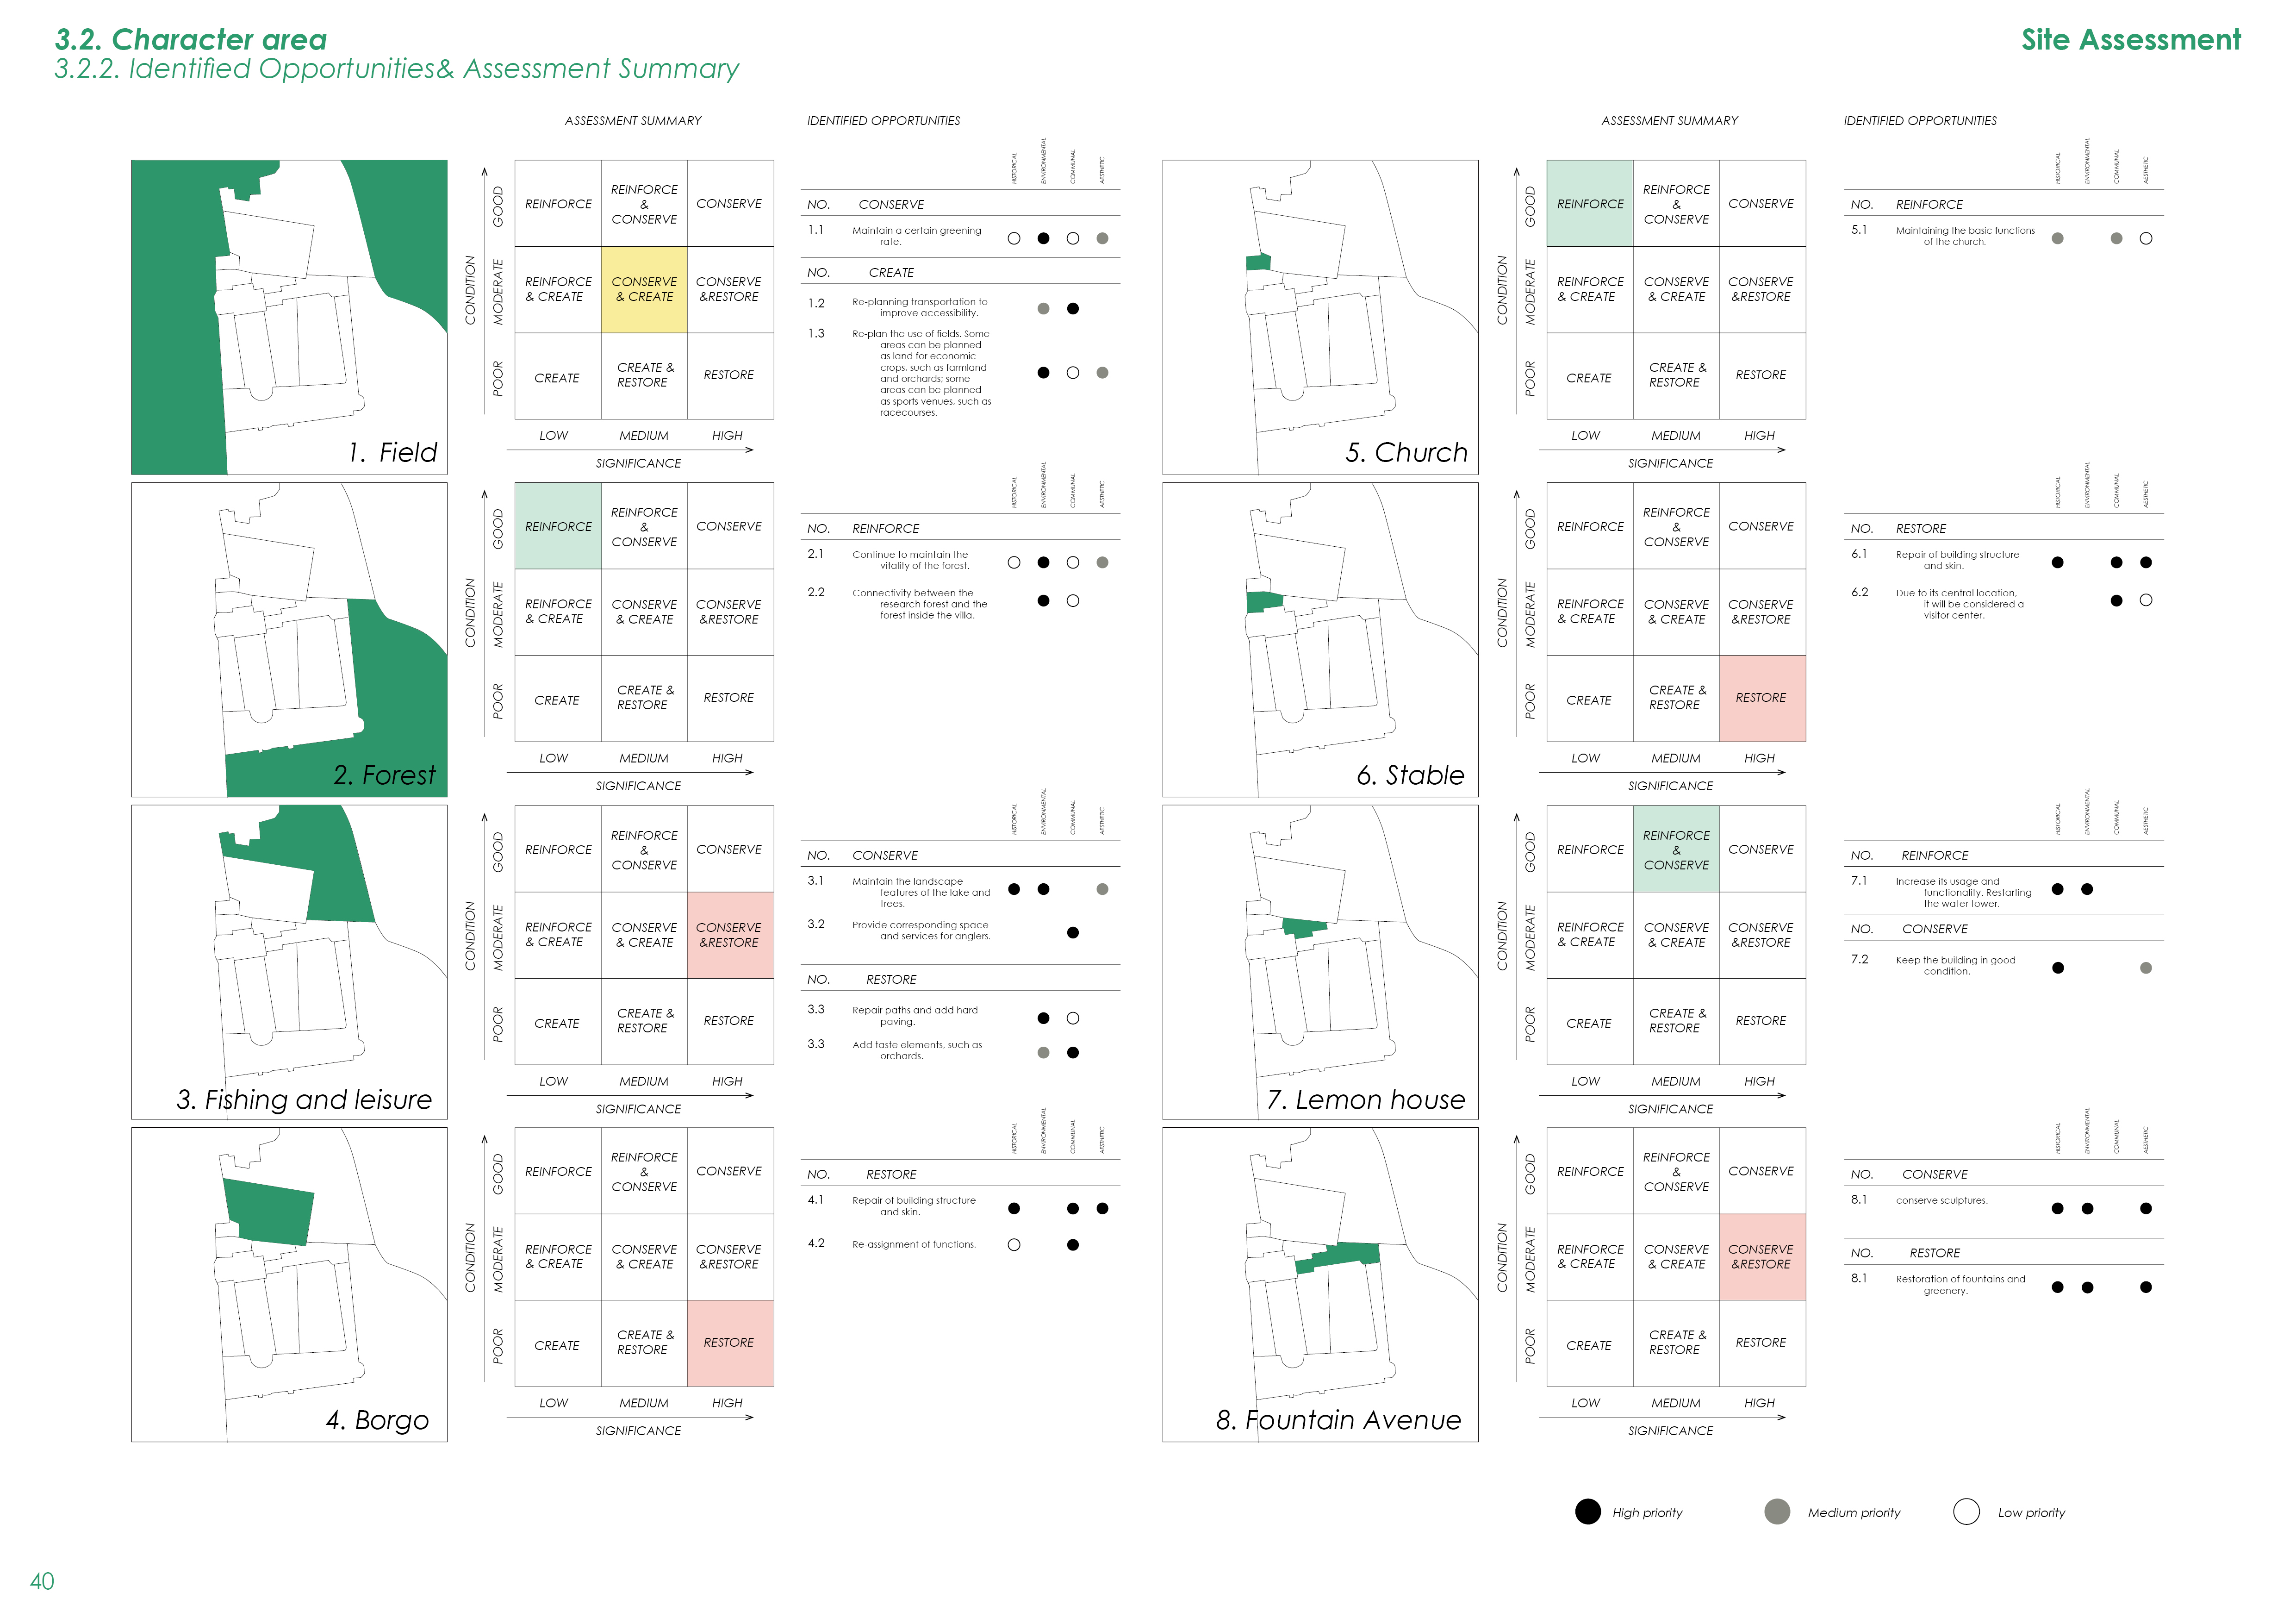 3.2. Character area
3.2.2. Identified Opportunities& Assessment Summary
Site Assessment
ASSESSMENT SUMMARY
IDENTIFIED OPPORTUNITIES
1. Field
CONDITION
GOOD
MODERATE
POOR
REINFORCE
REINFORCE
&
CONSERVE
CONSERVE
REINFORCE
& CREATE
CONSERVE
& CREATE
CONSERVE
&RESTORE
CREATE
CREATE &
RESTORE
RESTORE
LOW
MEDIUM
HIGH
SIGNIFICANCE
HISTORICAL
ENVIRONMENTAL
COMMUNAL
AESTHETIC
NO. CONSERVE
1.1 Maintain a certain greening
rate.
NO. CREATE
1.2 Re-planning transportation to
improve accessibility.
1.3 Re-plan the use of fields. Some
areas can be planned
as land for economic
crops, such as farmland
and orchards; some
areas can be planned
as sports venues, such as
racecourses.
2. Forest
CONDITION
GOOD
MODERATE
POOR
REINFORCE
REINFORCE
&
CONSERVE
CONSERVE
REINFORCE
& CREATE
CONSERVE
& CREATE
CONSERVE
&RESTORE
CREATE
CREATE &
RESTORE
RESTORE
LOW
MEDIUM
HIGH
SIGNIFICANCE
HISTORICAL
ENVIRONMENTAL
COMMUNAL
AESTHETIC
NO. REINFORCE
2.1 Continue to maintain the
vitality of the forest.
2.2 Connectivity between the
research forest and the
forest inside the villa.
3. Fishing and leisure
CONDITION
GOOD
MODERATE
POOR
REINFORCE
REINFORCE
&
CONSERVE
CONSERVE
REINFORCE
& CREATE
CONSERVE
& CREATE
CONSERVE
&RESTORE
CREATE
CREATE &
RESTORE
RESTORE
LOW
MEDIUM
HIGH
SIGNIFICANCE
HISTORICAL
ENVIRONMENTAL
COMMUNAL
AESTHETIC
NO. CONSERVE
3.1 Maintain the landscape
features of the lake and
trees.
3.2 Provide corresponding space
and services for anglers.
NO. RESTORE
3.3 Repair paths and add hard
paving.
3.3 Add taste elements, such as
orchards.
4. Borgo
CONDITION
GOOD
MODERATE
POOR
REINFORCE
REINFORCE
&
CONSERVE
CONSERVE
REINFORCE
& CREATE
CONSERVE
& CREATE
CONSERVE
&RESTORE
CREATE
CREATE &
RESTORE
RESTORE
LOW
MEDIUM
HIGH
SIGNIFICANCE
HISTORICAL
ENVIRONMENTAL
COMMUNAL
AESTHETIC
NO. RESTORE
4.1 Repair of building structure
and skin.
4.2 Re-assignment of functions.
ASSESSMENT SUMMARY
IDENTIFIED OPPORTUNITIES
5. Church
CONDITION
GOOD
MODERATE
POOR
REINFORCE
REINFORCE
&
CONSERVE
CONSERVE
REINFORCE
& CREATE
CONSERVE
& CREATE
CONSERVE
&RESTORE
CREATE
CREATE &
RESTORE
RESTORE
LOW
MEDIUM
HIGH
SIGNIFICANCE
HISTORICAL
ENVIRONMENTAL
COMMUNAL
AESTHETIC
NO. REINFORCE
5.1 Maintaining the basic functions
of the church.
6. Stable
CONDITION
GOOD
MODERATE
POOR
REINFORCE
REINFORCE
&
CONSERVE
CONSERVE
REINFORCE
& CREATE
CONSERVE
& CREATE
CONSERVE
&RESTORE
CREATE
CREATE &
RESTORE
RESTORE
LOW
MEDIUM
HIGH
SIGNIFICANCE
HISTORICAL
ENVIRONMENTAL
COMMUNAL
AESTHETIC
NO. RESTORE
6.1 Repair of building structure
and skin.
6.2 Due to its central location,
it will be considered a
visitor center.
7. Lemon house
CONDITION
GOOD
MODERATE
POOR
REINFORCE
REINFORCE
&
CONSERVE
CONSERVE
REINFORCE
& CREATE
CONSERVE
& CREATE
CONSERVE
&RESTORE
CREATE
CREATE &
RESTORE
RESTORE
LOW
MEDIUM
HIGH
SIGNIFICANCE
HISTORICAL
ENVIRONMENTAL
COMMUNAL
AESTHETIC
NO. REINFORCE
7.1 Increase its usage and
functionality. Restarting
the water tower.
NO. CONSERVE
7.2 Keep the building in good
condition.
8. Fountain Avenue
CONDITION
GOOD
MODERATE
POOR
REINFORCE
REINFORCE
&
CONSERVE
CONSERVE
REINFORCE
& CREATE
CONSERVE
& CREATE
CONSERVE
&RESTORE
CREATE
CREATE &
RESTORE
RESTORE
LOW
MEDIUM
HIGH
SIGNIFICANCE
HISTORICAL
ENVIRONMENTAL
COMMUNAL
AESTHETIC
NO. CONSERVE
8.1 conserve sculptures.
NO. RESTORE
8.1 Restoration of fountains and
greenery.
High priority
Medium priority
Low priority
40